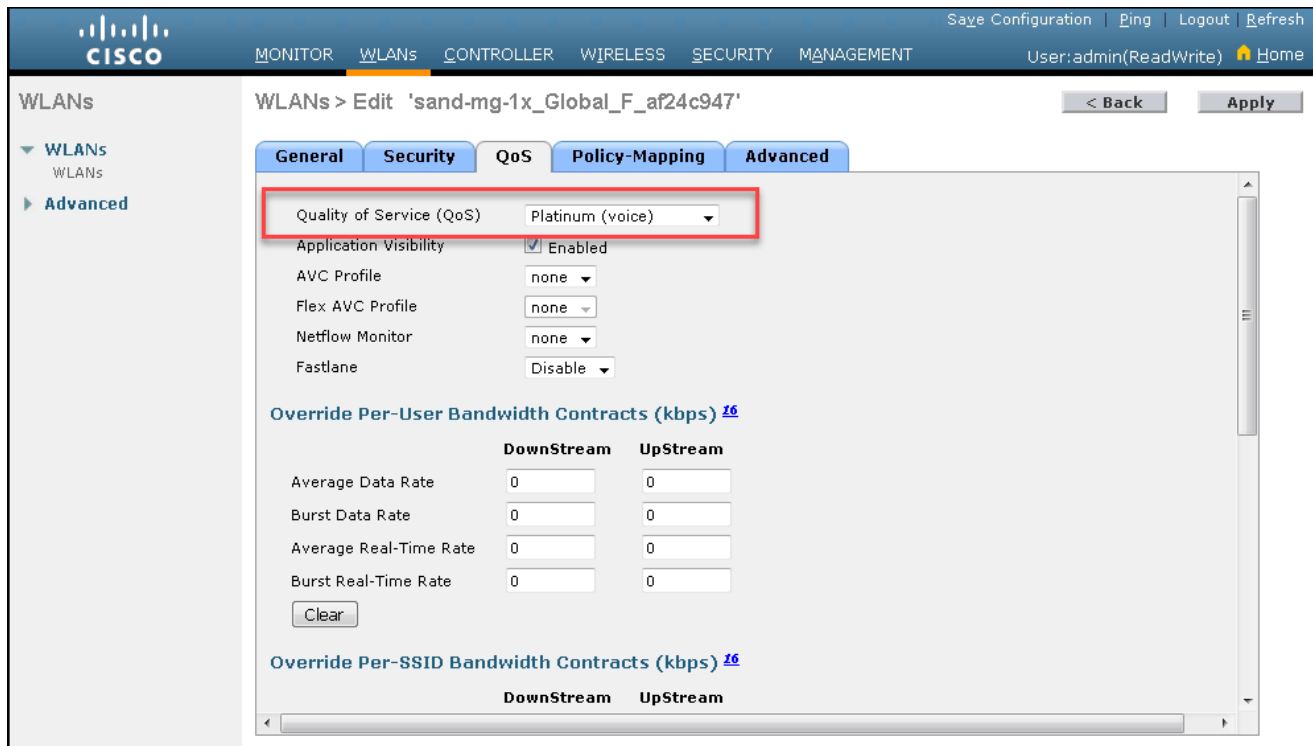 Save Configuration | Ping | Logout | Refresh
CISCO MONITOR WLANs CONTROLLER WIRELESS SECURITY MANAGEMENT User:admin(ReadWrite) Home
WLANs
WLANs > Edit 'sand-mg-1x_Global_F_af24c947'
< Back
Apply
WLANs
WLANs
Advanced
General Security QoS Policy-Mapping Advanced
Quality of Service (QoS) Platinum (voice)
Application Visibility Enabled
AVC Profile none
Flex AVC Profile none
Netflow Monitor none
Fastlane Disable
Override Per-User Bandwidth Contracts (kbps) 16
DownStream UpStream
Average Data Rate 0 0
Burst Data Rate 0 0
Average Real-Time Rate 0 0
Burst Real-Time Rate 0 0
Clear
Override Per-SSID Bandwidth Contracts (kbps) 16
DownStream UpStream